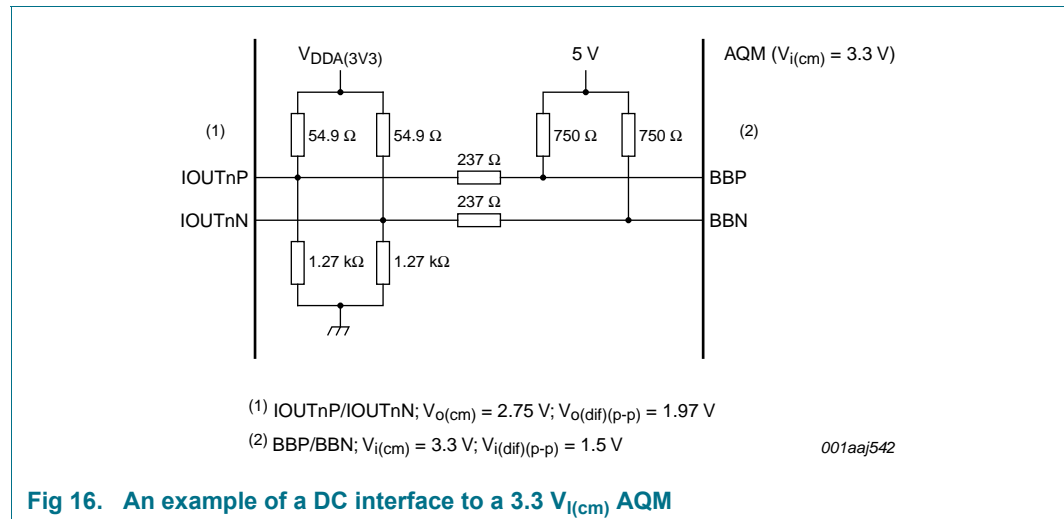 V_DDA(3V3)
5 V
AQM (V_i(cm) = 3.3 V)
(1)
54.9 Ω
54.9 Ω
750 Ω
750 Ω
(2)
237 Ω
IOUTnP
BBP
237 Ω
IOUTnN
BBN
1.27 kΩ
1.27 kΩ
(1) IOUTnP/IOUTnN; V_o(cm) = 2.75 V; V_o(dif)(p-p) = 1.97 V
(2) BBP/BBN; V_i(cm) = 3.3 V; V_i(dif)(p-p) = 1.5 V
001aaj542
Fig 16. An example of a DC interface to a 3.3 V_I(cm) AQM